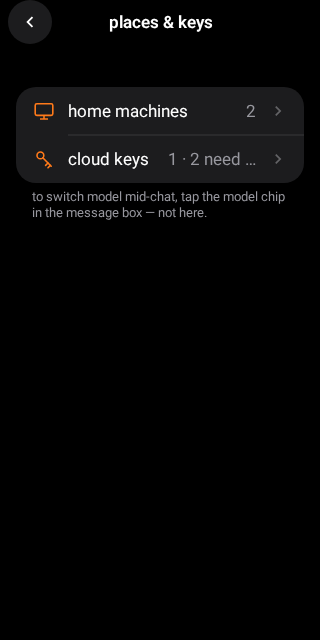 places & keys
home machines 2
cloud keys 1 · 2 need ...
to switch model mid-chat, tap the model chip
in the message box — not here.